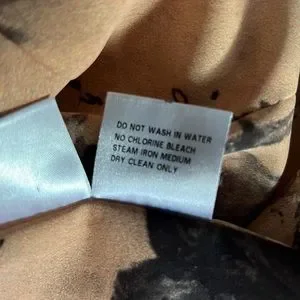 DO NOT WASH IN WATER
NO CHLORINE BLEACH
STEAM IRON MEDIUM
DRY CLEAN ONLY